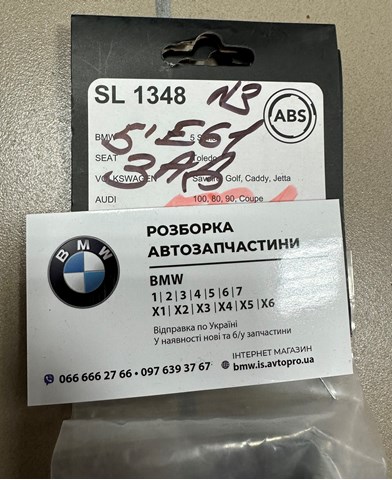 SL 1348
N3
ABS
BMW 5
5' E61
SEAT Toledo
VOLKSWAGEN Golf, Caddy, Jetta
ЗАД
AUDI 100, 80, 90, Coupe
BMW
РОЗБОРКА
АВТОЗАПЧАСТИНИ
BMW
1| 2| 3| 4| 5| 6| 7
X1| X2| X3| X4| X5| X6
Відправка по Україні
У наявності нові та б/у запчастини
ІНТЕРНЕТ МАГАЗИН
066 666 27 66 • 097 639 37 67
bmw.is.avtopro.ua